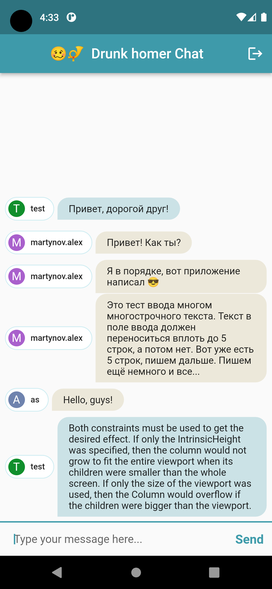 4:33
Drunk homer Chat
T test
Привет, дорогой друг!
M martynov.alex
Привет! Как ты?
M martynov.alex
Я в порядке, вот приложение
написал 😎
M martynov.alex
Это тест ввода многом
многострочного текста. Текст в
поле ввода должен
переноситься вплоть до 5
строк, а потом нет. Вот уже есть
5 строк, пишем дальше. Пишем
ещё немного и все...
A as
Hello, guys!
T test
Both constraints must be used to get the
desired effect. If only the IntrinsicHeight
was specified, then the column would not
grow to fit the entire viewport when its
children were smaller than the whole
screen. If only the size of the viewport was
used, then the Column would overflow if
the children were bigger than the viewport.
Type your message here...
Send